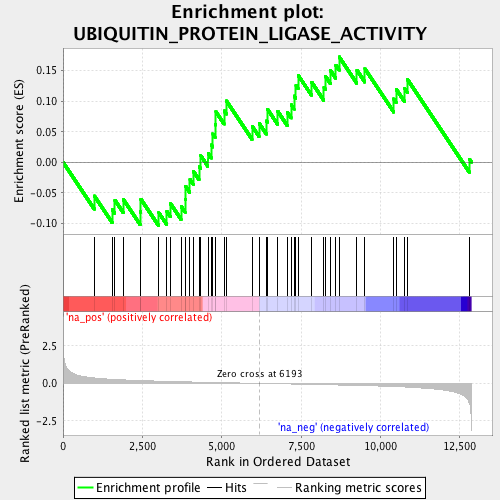 Enrichment plot:
UBIQUITIN_PROTEIN_LIGASE_ACTIVITY
Enrichment score (ES)
0.15
0.10
0.05
0.00
-0.05
-0.10
'na_pos' (positively correlated)
Ranked list metric (PreRanked)
2.5
0.0
-2.5
Zero cross at 6193
'na_neg' (negatively correlated)
0
2,500
5,000
7,500
10,000
12,500
Rank in Ordered Dataset
Enrichment profile
Hits
Ranking metric scores